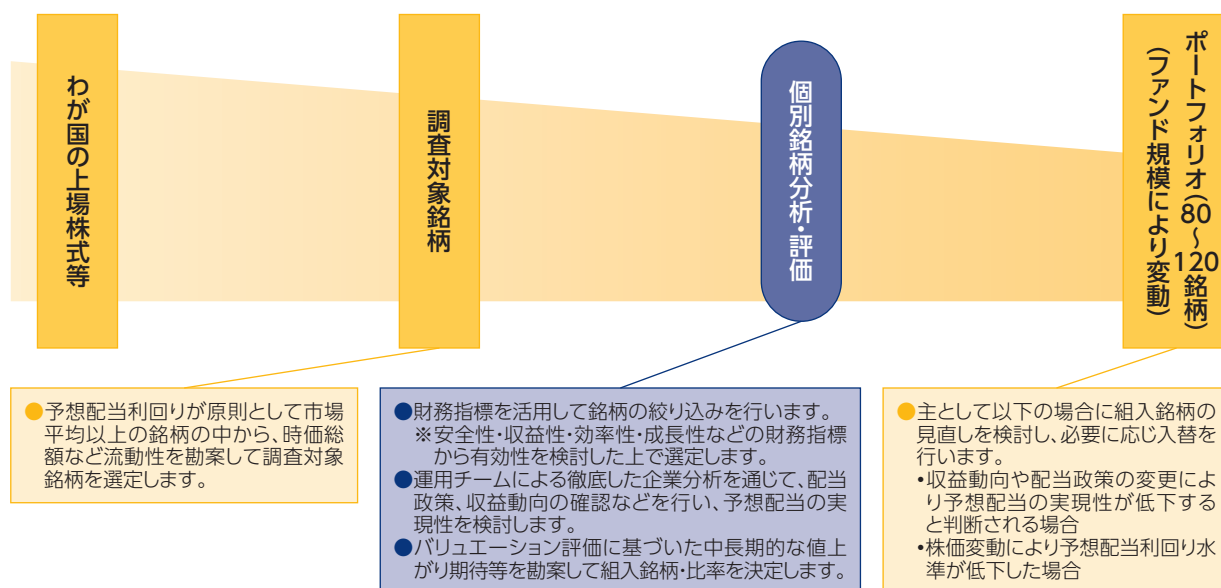 わが国の上場株式等
調査対象銘柄
個別銘柄分析・評価
ポートフォリオ(80～120銘柄)
(ファンド規模により変動)
●予想配当利回りが原則として市場
平均以上の銘柄の中から、時価総
額など流動性を勘案して調査対象
銘柄を選定します。
●財務指標を活用して銘柄の絞り込みを行います。
※安全性・収益性・効率性・成長性などの財務指標
から有効性を検討した上で選定します。
●運用チームによる徹底した企業分析を通じて、配当
政策、収益動向の確認などを行い、予想配当の実
現性を検討します。
●バリュエーション評価に基づいた中長期的な値上
がり期待等を勘案して組入銘柄・比率を決定します。
●主として以下の場合に組入銘柄の
見直しを検討し、必要に応じ入替を
行います。
•収益動向や配当政策の変更によ
り予想配当の実現性が低下する
と判断される場合
•株価変動により予想配当利回り水
準が低下した場合